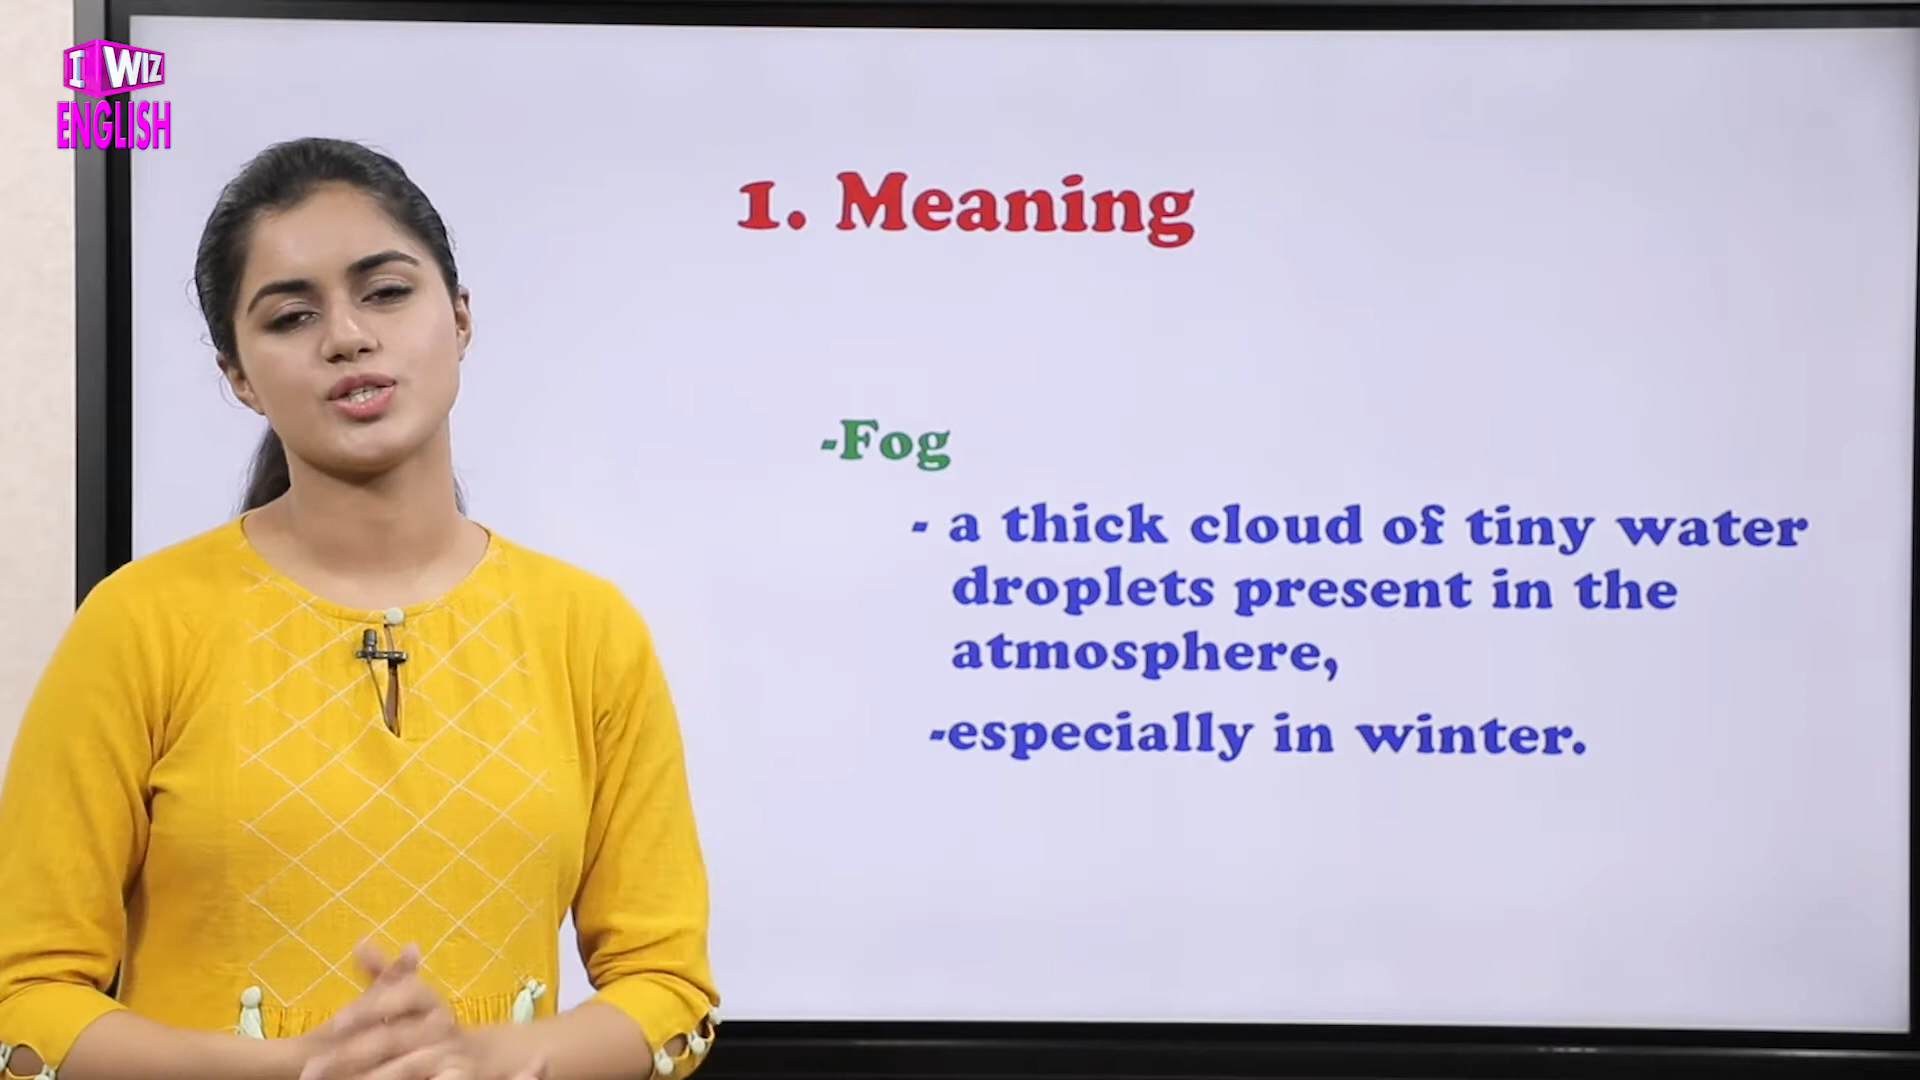 I WIZ
ENGLISH
1. Meaning
-Fog
- a thick cloud of tiny water
droplets present in the
atmosphere,
-especially in winter.